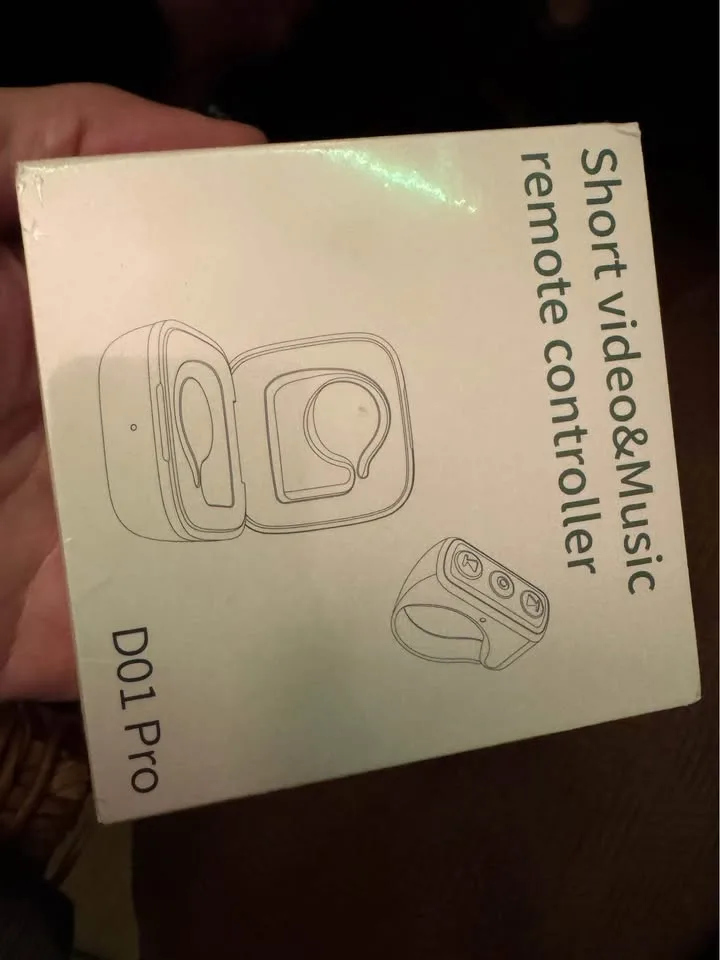 Short video&Music
remote controller
D01 Pro